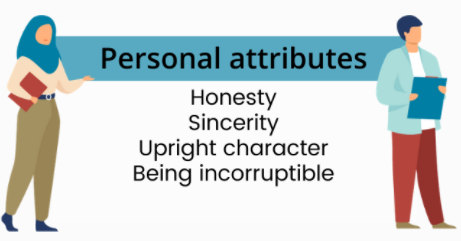 Personal attributes
Honesty
Sincerity
Upright character
Being incorruptible